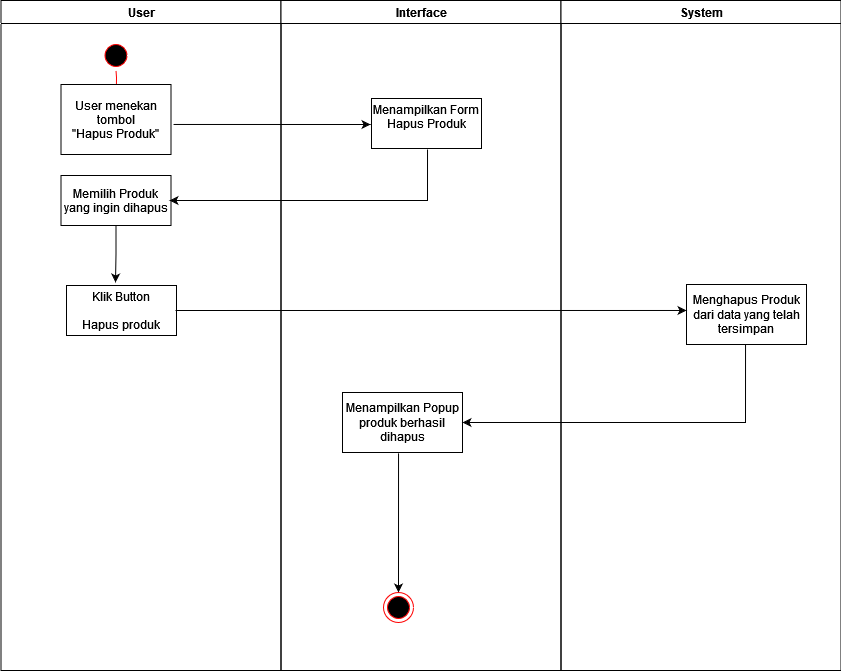 User
Interface
System
User menekan
tombol
"Hapus Produk"
Menampilkan Form
Hapus Produk
Memilih Produk
yang ingin dihapus
Klik Button
Hapus produk
Menghapus Produk
dari data yang telah
tersimpan
Menampilkan Popup
produk berhasil
dihapus